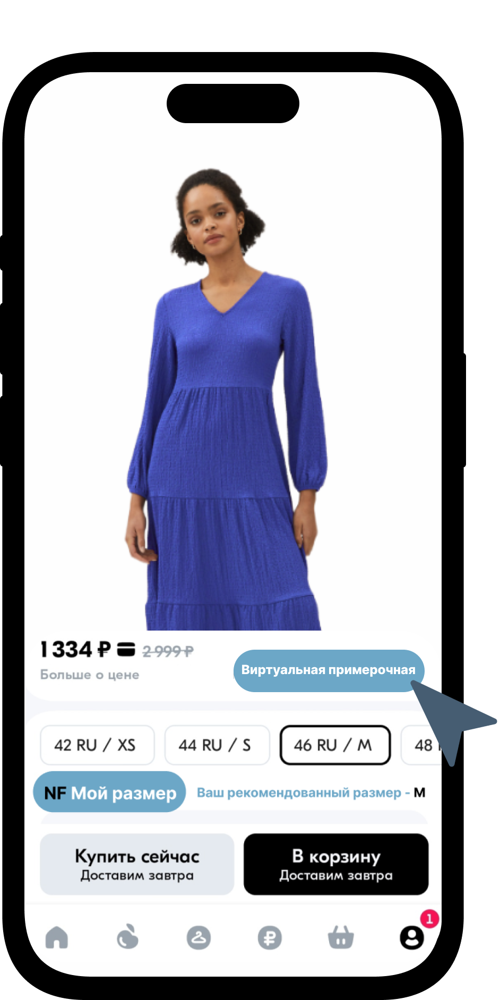 1 334 ₽ 2 999 ₽
Больше о цене
Виртуальная примерочная
42 RU / XS
44 RU / S
46 RU / M
48
NF Мой размер
Ваш рекомендованный размер - M
Купить сейчас
Доставим завтра
В корзину
Доставим завтра
1